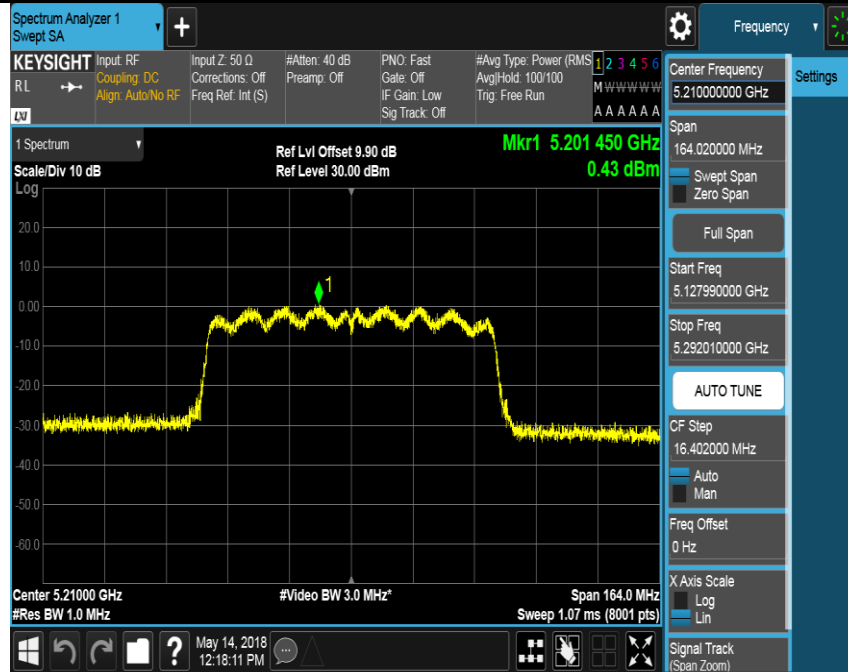 Spectrum Analyzer 1
Swept SA
+
Frequency
KEYSIGHT
RL
LXI
Input: RF
Coupling: DC
Align: Auto/No RF
Input Z: 50 Ω
Corrections: Off
Freq Ref: Int (S)
#Atten: 40 dB
Preamp: Off
PNO: Fast
Gate: Off
IF Gain: Low
Sig Track: Off
#Avg Type: Power (RMS
Avg|Hold: 100/100
Trig: Free Run
1 2 3 4 5 6
M W W W W W
A A A A A A
1 Spectrum
Scale/Div 10 dB
Log
Ref Lvl Offset 9.90 dB
Ref Level 30.00 dBm
Mkr1 5.201 450 GHz
0.43 dBm
20.0
10.0
0.00
-10.0
-20.0
-30.0
-40.0
-50.0
-60.0
1
Center 5.21000 GHz
#Res BW 1.0 MHz
#Video BW 3.0 MHz*
Span 164.0 MHz
Sweep 1.07 ms (8001 pts)
Center Frequency
5.210000000 GHz
Settings
Span
164.020000 MHz
Swept Span
Zero Span
Full Span
Start Freq
5.127990000 GHz
Stop Freq
5.292010000 GHz
AUTO TUNE
CF Step
16.402000 MHz
Auto
Man
Freq Offset
0 Hz
X Axis Scale
Log
Lin
Signal Track
(Span Zoom)
?
May 14, 2018
12:18:11 PM